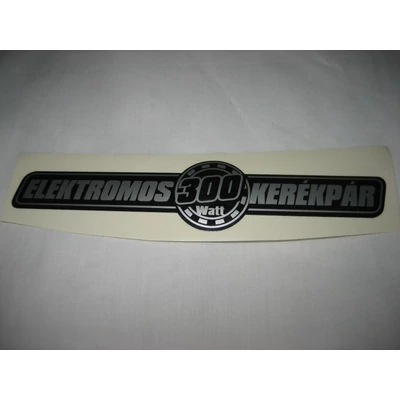 ELEKTROMOS 300 KERÉKPÁR
Watt